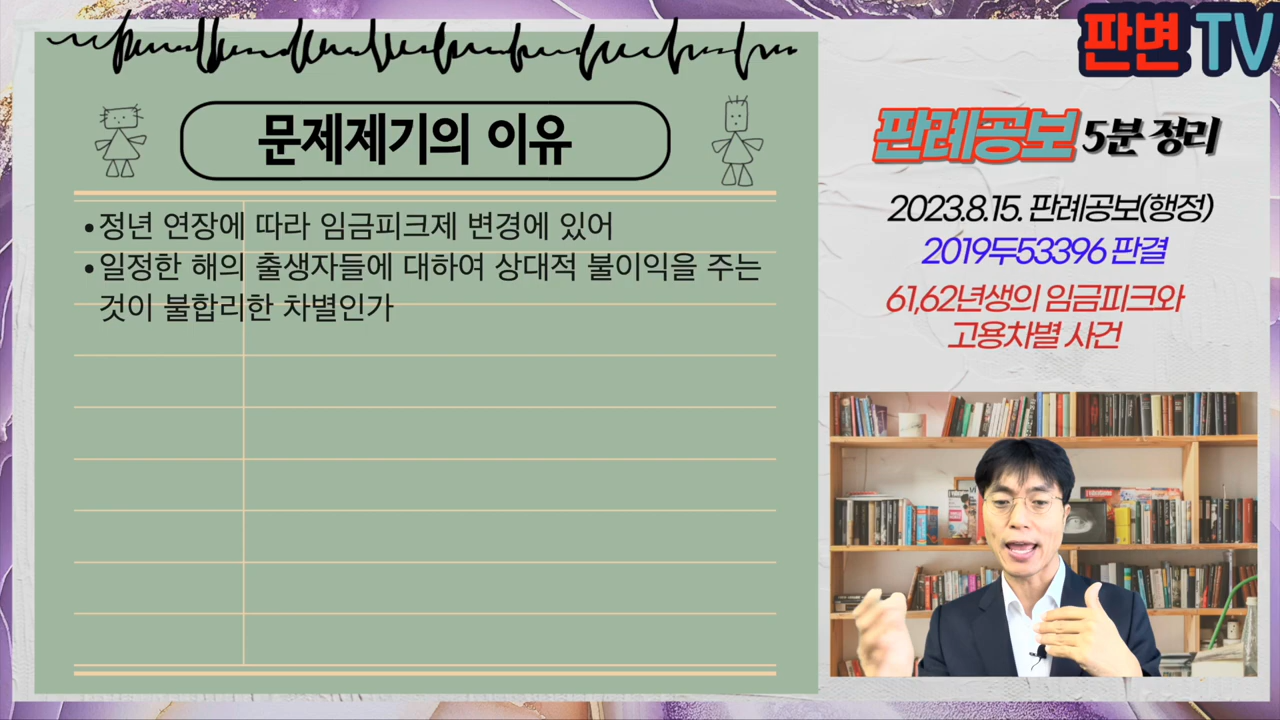 판변 TV
문제제기의 이유
•정년 연장에 따라 임금피크제 변경에 있어
•일정한 해의 출생자들에 대하여 상대적 불이익을 주는
것이 불합리한 차별인가
판례공보 5분 정리
2023.8.15. 판례공보(행정)
2019두53396 판결
61,62년생의 임금피크와
고용차별 사건